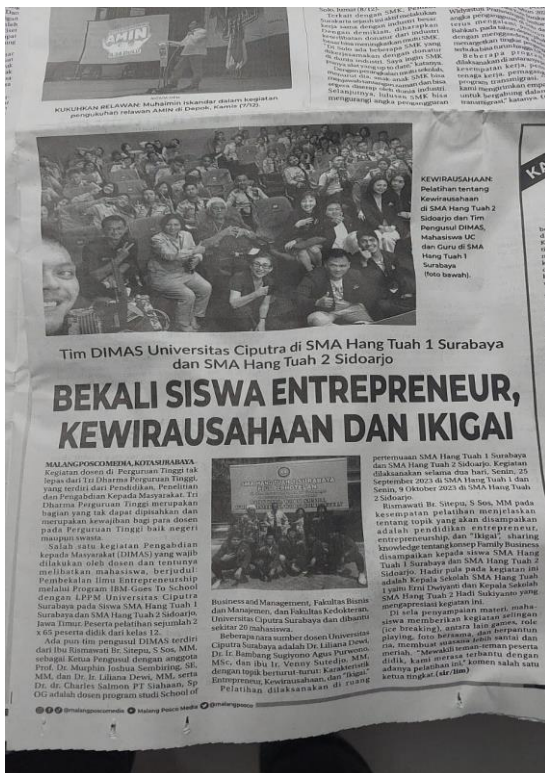 AMIN
KUKUHKAN RELAWAN: Muhaimin Iskandar dalam kegiatan
pengukuhan relawan AMIN di Depok, Kamis (7/12).
Terkait dengan SMK,
mengurangi angka pengangguran
KEWIRAUSAHAAN:
Pelatihan tentang
Kewirausahaan
di SMA Hang Tuah 2
Sidoarjo dan Tim
Pengusul DIMAS,
Mahasiswa UC
dan Guru di SMA
Hang Tuah 1
Surabaya
(foto bawah).
Tim DIMAS Universitas Ciputra di SMA Hang Tuah 1 Surabaya
dan SMA Hang Tuah 2 Sidoarjo
BEKALI SISWA ENTREPRENEUR,
KEWIRAUSAHAAN DAN IKIGAI
MALANG POSCO MEDIA, KOTA SURABAYA
Kegiatan dosen di Perguruan Tinggi tak
lepas dari Tri Dharma Perguruan Tinggi,
yang terdiri dari Pendidikan, Penelitian
dan Pengabdian Kepada Masyarakat. Tri
Dharma Perguruan Tinggi merupakan
bagian yang tak dapat dipisahkan dan
merupakan kewajiban bagi para dosen
pada Perguruan Tinggi baik negeri
maupun swasta.
Salah satu kegiatan Pengabdian
kepada Masyarakat (DIMAS) yang wajib
dilakukan oleh dosen dan tentunya
melibatkan mahasiswa, berjudul:
Pembekalan Ilmu Entrepreneurship
melalui Program IBM-Goes To School
dengan LPPM Universitas Ciputra
Surabaya pada Siswa SMA Hang Tuah 1
Surabaya dan SMA Hang Tuah 2 Sidoarjo,
Jawa Timur. Peserta pelatihan sejumlah 2
x 65 peserta didik dari kelas 12.
Ada pun tim pengusul DIMAS terdiri
dari Ibu Rismawati Br. Sitepu, S Sos, MM,
sebagai Ketua Pengusul dengan anggota
Prof. Dr. Murphin Joshua Sembiring, SE,
MM, dan Dr. Ir. Liliana Dewi, MM, serta
Dr. dr. Charles Salmon PT Siahaan, Sp
OG adalah dosen program studi School of
Business and Management, Fakultas Bisnis
dan Manajemen, dan Fakultas Kedokteran,
Universitas Ciputra Surabaya dan dibantu
sekitar 20 mahasiswa.
Beberapa nara sumber dosen Universitas
Ciputra Surabaya adalah Dr. Liliana Dewi,
Dr. Ir. Bambang Sugiyono Agus Purwono,
MSc, dan ibu Ir. Venny Sutedjo, MM,
dengan topik berturut-turut: Karakteristik
Entrepreneur, Kewirausahaan, dan "Ikigai."
Pelatihan dilaksanakan di ruang
pertemuan SMA Hang Tuah 1 Surabaya
dan SMA Hang Tuah 2 Sidoarjo. Kegiatan
dilaksanakan selama dua hari, Senin, 25
September 2023 di SMA Hang Tuah 1 dan
Senin, 9 Oktober 2023 di SMA Hang Tuah
2 Sidoarjo.
Rismawati Br. Sitepu, S Sos, MM pada
kesempatan pelatihan menjelaskan
tentang topik yang akan disampaikan
adalah pendidikan entrepreneur,
entrepreneurship, dan "Ikigai", sharing
knowledge tentang konsep Family Business
disampaikan kepada siswa SMA Hang
Tuah 1 Surabaya dan SMA Hang Tuah 2
Sidoarjo. Hadir pula pada kegiatan ini
adalah Kepala Sekolah SMA Hang Tuah
1 yaitu Erni Dwiyani dan Kepala Sekolah
SMA Hang Tuah 2 Hadi Sukiyanto yang
mengapresiasi kegiatan ini.
Di sela penyampaian materi, maha-
siswa memberikan kegiatan selingan
(ice breaking), antara lain games, role
playing, foto bersama, dan berpantun
ria, membuat suasana lebih santai dan
meriah. "Mewakili teman-teman peserta
didik, kami merasa terbantu dengan
adanya pelatihan ini," komen salah satu
ketua tingkat. (sir/lim)
malangposcomedia Malang Posco Media @malangposco